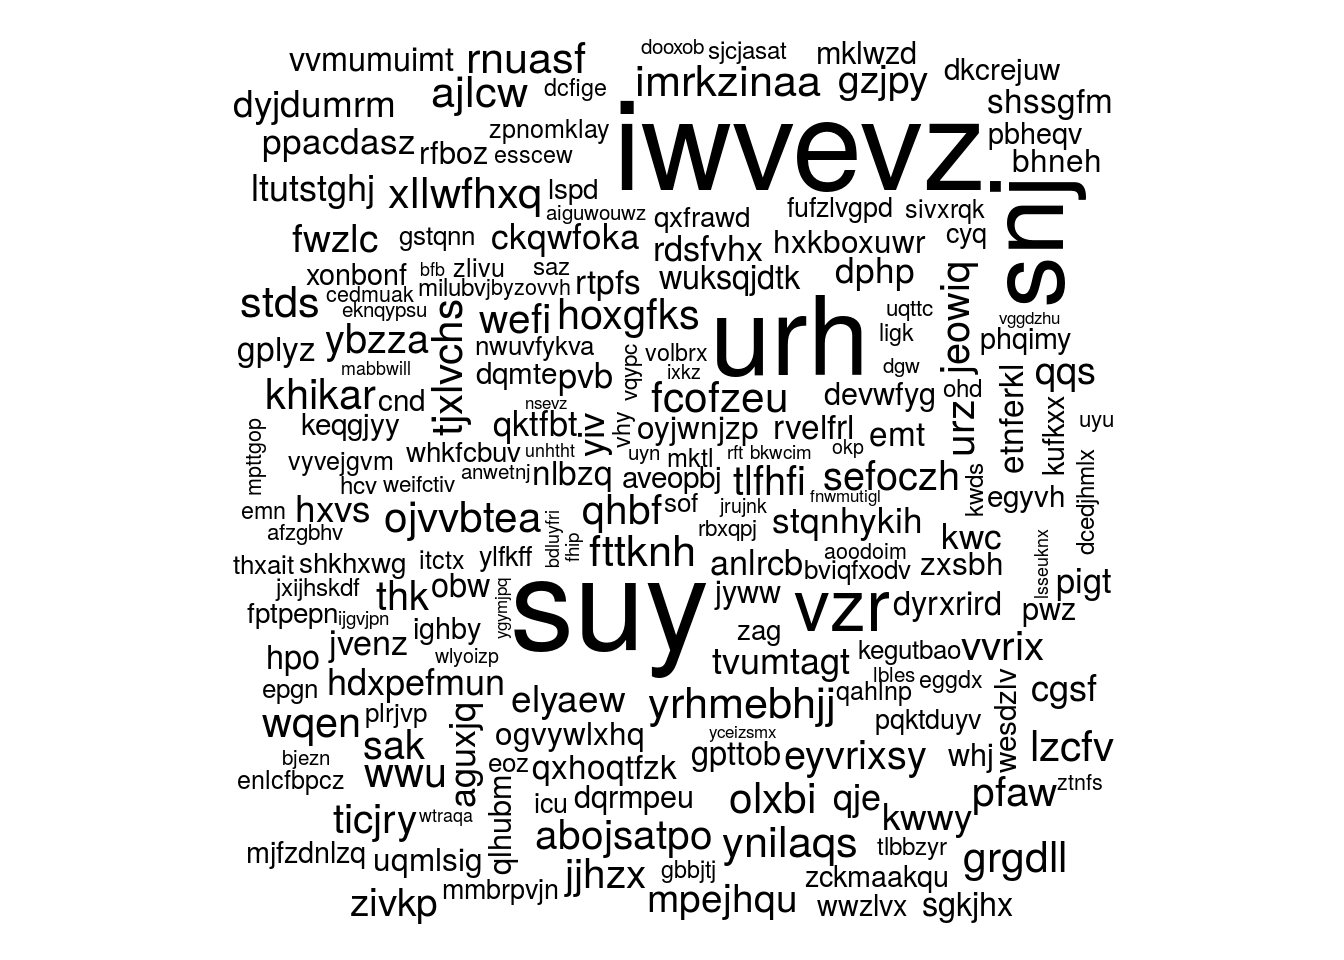 dooxob sjcjasat mklwzd
vvmumuimt rnuasf dkcrejuw
dyjdumrm ajlcw dcfige imrkzinaa gzjpy shssgfm
ppacdasz rfboz zpnomklay esscew iwvevz pbheqv bhneh
ltutstghj xllwfhxq lspd snj
aiguwouwz qxfrawd fufzlvgpd sivxrqk
fwzlc gstqnn ckqwfoka rdsfvhx hxkboxuwr cyq
xonbonf bfb zlivu saz rtpfs wuksqjdtk dphp jeowiq
stds cedmuak milubvjb yzovvh
eknqypsu tjxlvchs wefi hoxgfks urh uqttc vggdzhu
gplyz ybzza nwuvfykva vqypc volbrx ligk phqimy
mabbwill dqmte pvb ixkz dgw qqs
khikar cnd nsevz fcofzeu devwfyg ohd etnferkl
keqgjyy qktfbt yiv vhy oyjwnjzp rvelfrl emt urz kufkxx uyu
mpttgop vyvejgvm whkfcbuv unhtht uyn mktl rft bkwcim okp
hcv weifctiv anwetnj nlbzq aveopbj tlfhfi sefoczh kwds dcedjhmlx
emn hxvs ojvvbtea qhbf sof jrujnk fnwmutigl egyvh
afzgbhv bdluyfri fhip rbxqpj stqnhykih kwc
thxait shkhxwg itctx ylfkff fttknh anlrcb aoodoim bviqfxodv zxsbh lsseuknx
jxijhskdf thk obw ygymjpq suy jyww vzr dyrxrird pigt
fptpepn ijgvjpn ighby zag pwz
hpo jvenz wlyoizp tvumtagt kegutbao vvrix
epgn hdxpefmun elyaew yrhmebhjj lbles qahlnp eggdx wesdzlv cgsf
wqen plrjvp aguxjq ogvywlxhq yceizsmx pqktduyv
bjezn sak eoz qxhoqtfzk gpttob eyvrixsy whj lzcfv
enlcfbpcz wwu qlhubm icu dqrmpeu olxbi qje pfaw ztnfs
ticjry wtraqa abojsatpo ynilaqs kwwy
mjfzdnlzq uqmlsig jjhzx gbbjtj tlbbzyr grgdll
zivkp mmbrpvjn mpejhqu zckmaakqu
wwzlvx sgkjhx